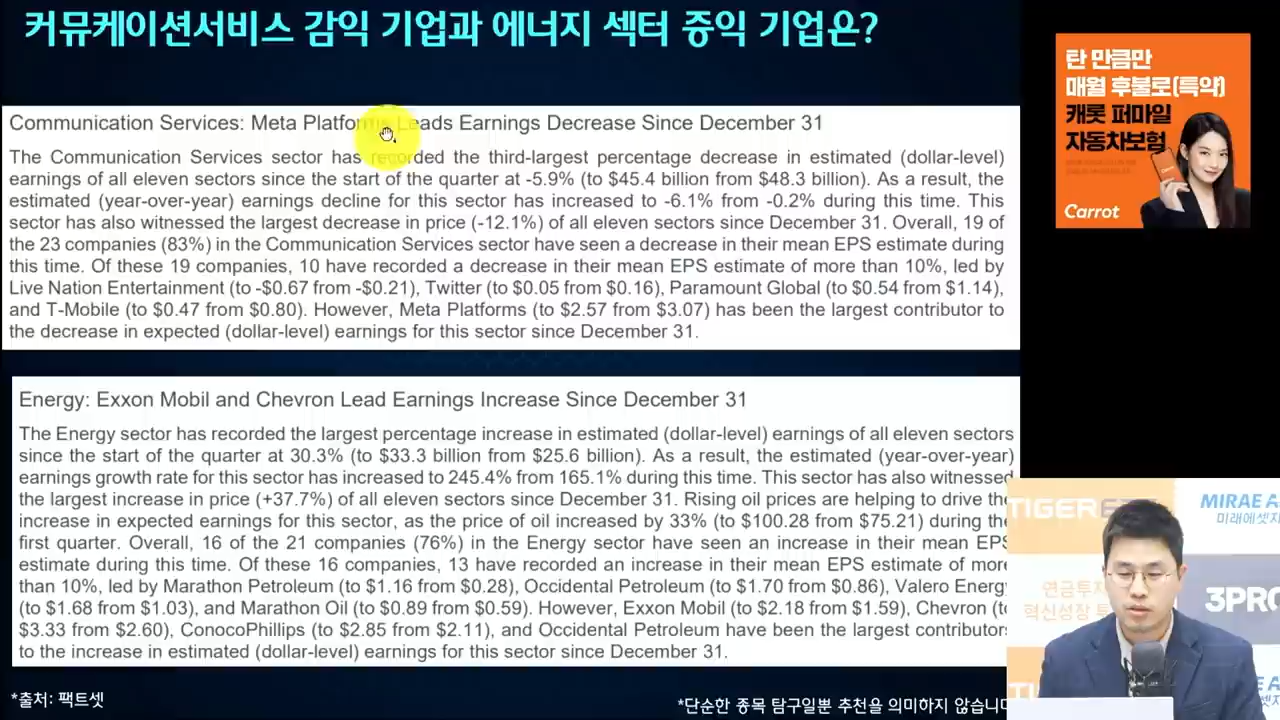 커뮤케이션서비스 감익 기업과 에너지 섹터 증익 기업은?
Communication Services: Meta Platforms Leads Earnings Decrease Since December 31
The Communication Services sector has recorded the third-largest percentage decrease in estimated (dollar-level)
earnings of all eleven sectors since the start of the quarter at -5.9% (to $45.4 billion from $48.3 billion). As a result, the
estimated (year-over-year) earnings decline for this sector has increased to -6.1% from -0.2% during this time. This
sector has also witnessed the largest decrease in price (-12.1%) of all eleven sectors since December 31. Overall, 19 of
the 23 companies (83%) in the Communication Services sector have seen a decrease in their mean EPS estimate during
this time. Of these 19 companies, 10 have recorded a decrease in their mean EPS estimate of more than 10%, led by
Live Nation Entertainment (to -$0.67 from -$0.21), Twitter (to $0.05 from $0.16), Paramount Global (to $0.54 from $1.14),
and T-Mobile (to $0.47 from $0.80). However, Meta Platforms (to $2.57 from $3.07) has been the largest contributor to
the decrease in expected (dollar-level) earnings for this sector since December 31.
Energy: Exxon Mobil and Chevron Lead Earnings Increase Since December 31
The Energy sector has recorded the largest percentage increase in estimated (dollar-level) earnings of all eleven sectors
since the start of the quarter at 30.3% (to $33.3 billion from $25.6 billion). As a result, the estimated (year-over-year)
earnings growth rate for this sector has increased to 245.4% from 165.1% during this time. This sector has also witnessed
the largest increase in price (+37.7%) of all eleven sectors since December 31. Rising oil prices are helping to drive the
increase in expected earnings for this sector, as the price of oil increased by 33% (to $100.28 from $75.21) during the
first quarter. Overall, 16 of the 21 companies (76%) in the Energy sector have seen an increase in their mean EPS
estimate during this time. Of these 16 companies, 13 have recorded an increase in their mean EPS estimate of more
than 10%, led by Marathon Petroleum (to $1.16 from $0.28), Occidental Petroleum (to $1.70 from $0.86), Valero Energy
(to $1.68 from $1.03), and Marathon Oil (to $0.89 from $0.59). However, Exxon Mobil (to $2.18 from $1.59), Chevron (to
$3.33 from $2.60), ConocoPhillips (to $2.85 from $2.11), and Occidental Petroleum have been the largest contributors
to the increase in estimated (dollar-level) earnings for this sector since December 31.
*출처: 팩트셋
*단순한 종목 탐구일뿐 추천을 의미하지 않습니다
탄 만큼만
매월 후불로(특약)
캐롯 퍼마일
자동차보험
Carrot
TIGER
MIRAE A
미래에셋자
연금투자
혁신성장
3PRO